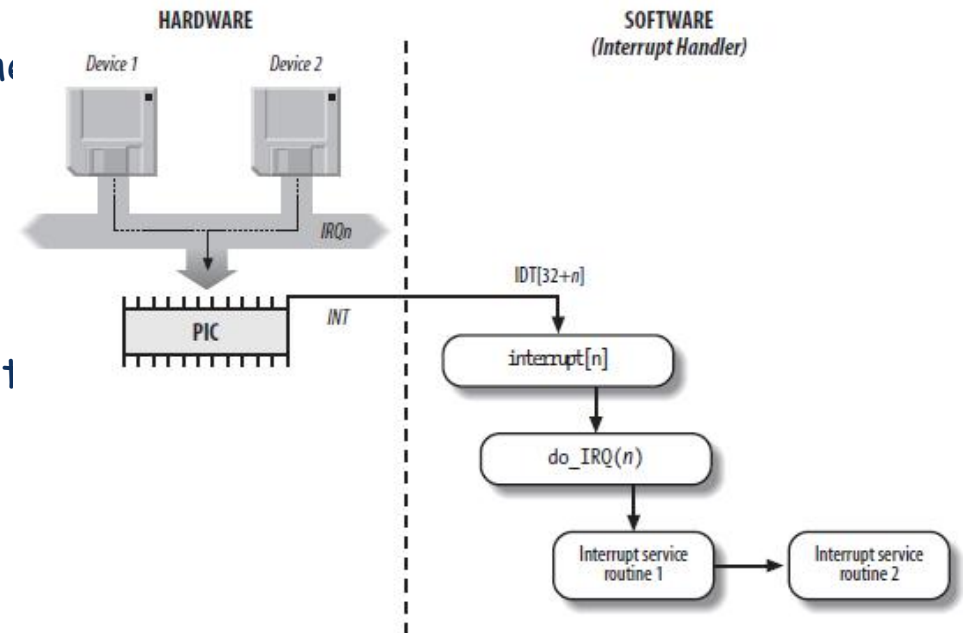 HARDWARE
SOFTWARE
(Interrupt Handler)
Device 1
Device 2
IRQn
IDT[32+n]
INT
PIC
interrupt[n]
do_IRQ(n)
Interrupt service
routine 1
Interrupt service
routine 2